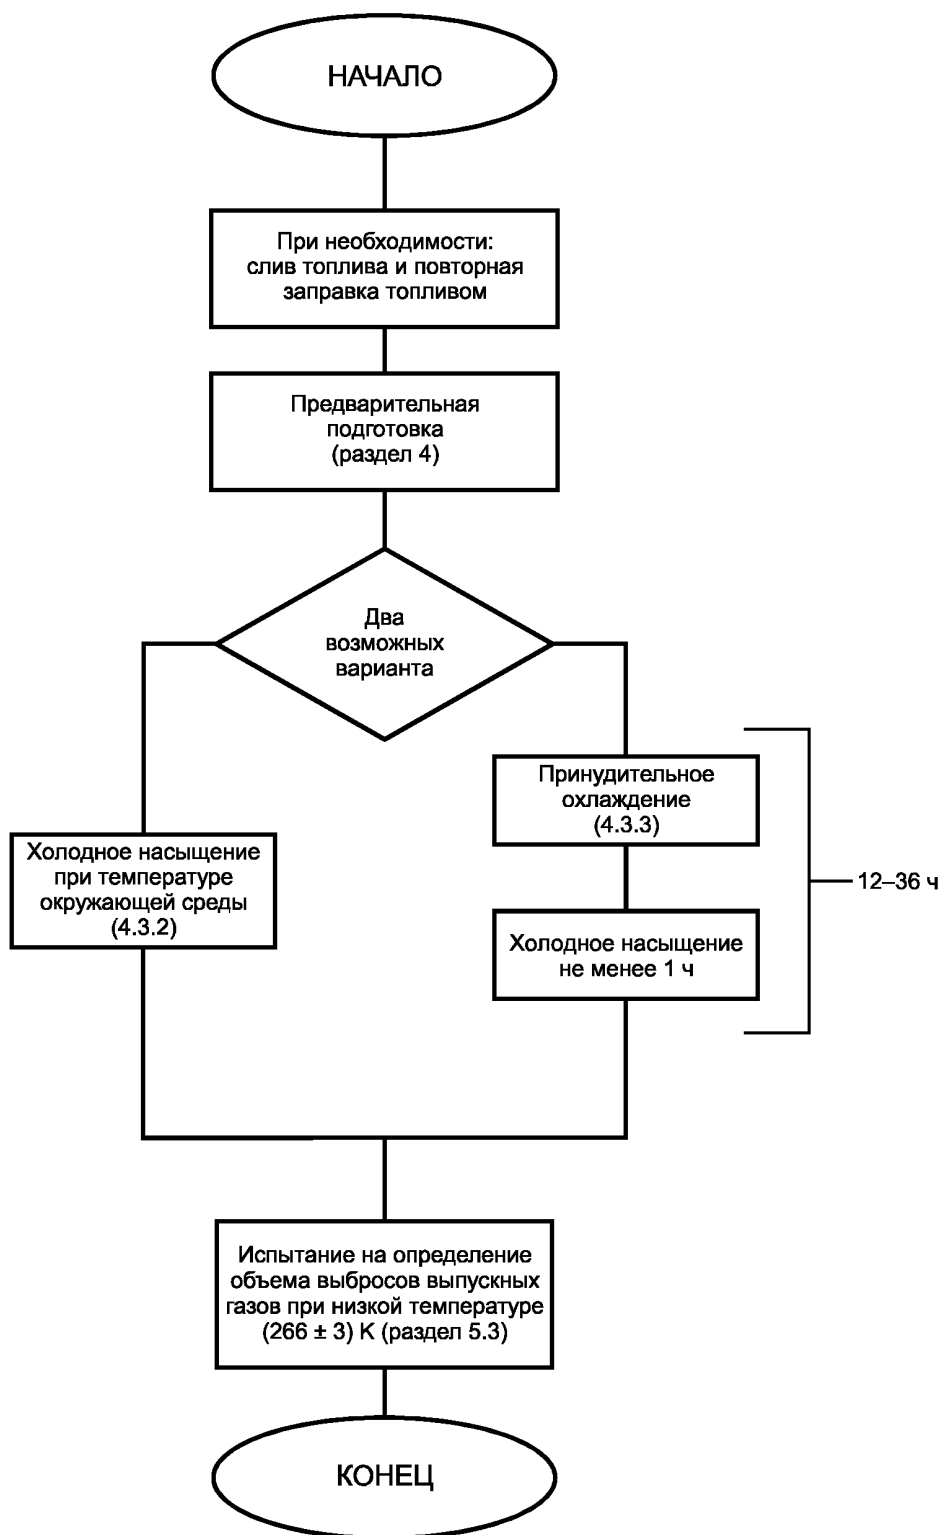 НАЧАЛО
При необходимости:
слив топлива и повторная
заправка топливом
Предварительная
подготовка
(раздел 4)
Два
возможных
варианта
Принудительное
охлаждение
(4.3.3)
Холодное насыщение
при температуре
окружающей среды
(4.3.2)
12–36 ч
Холодное насыщение
не менее 1 ч
Испытание на определение
объема выбросов выпускных
газов при низкой температуре
(266 ± 3) K (раздел 5.3)
КОНЕЦ